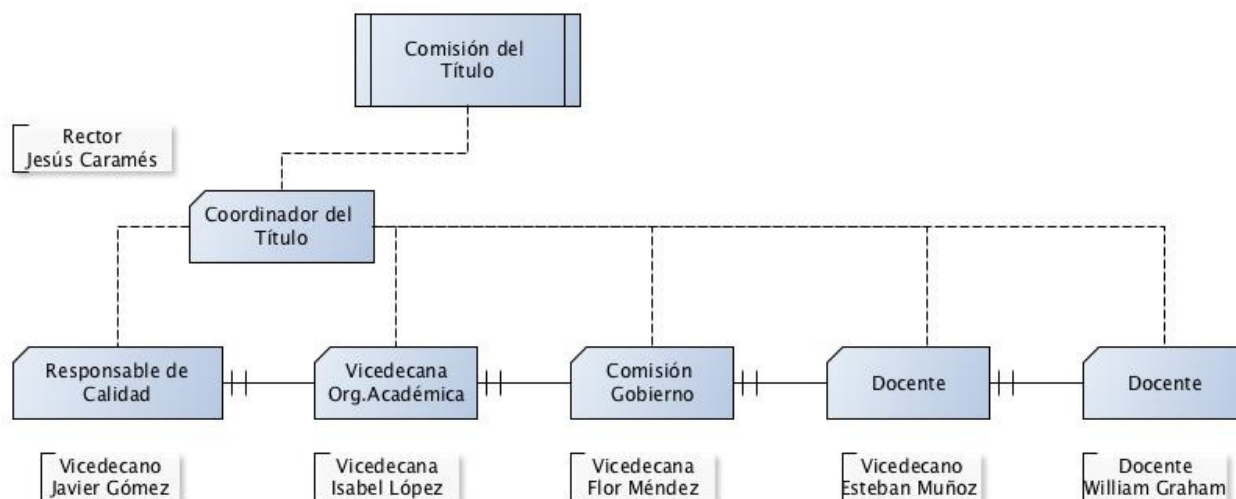 Comisión del
Título
Rector
Jesús Caramés
Coordinador del
Título
Responsable de
Calidad
Vicedecana
Org.Académica
Comisión
Gobierno
Docente
Docente
Vicedecano
Javier Gómez
Vicedecana
Isabel López
Vicedecana
Flor Méndez
Vicedecano
Esteban Muñoz
Docente
William Graham